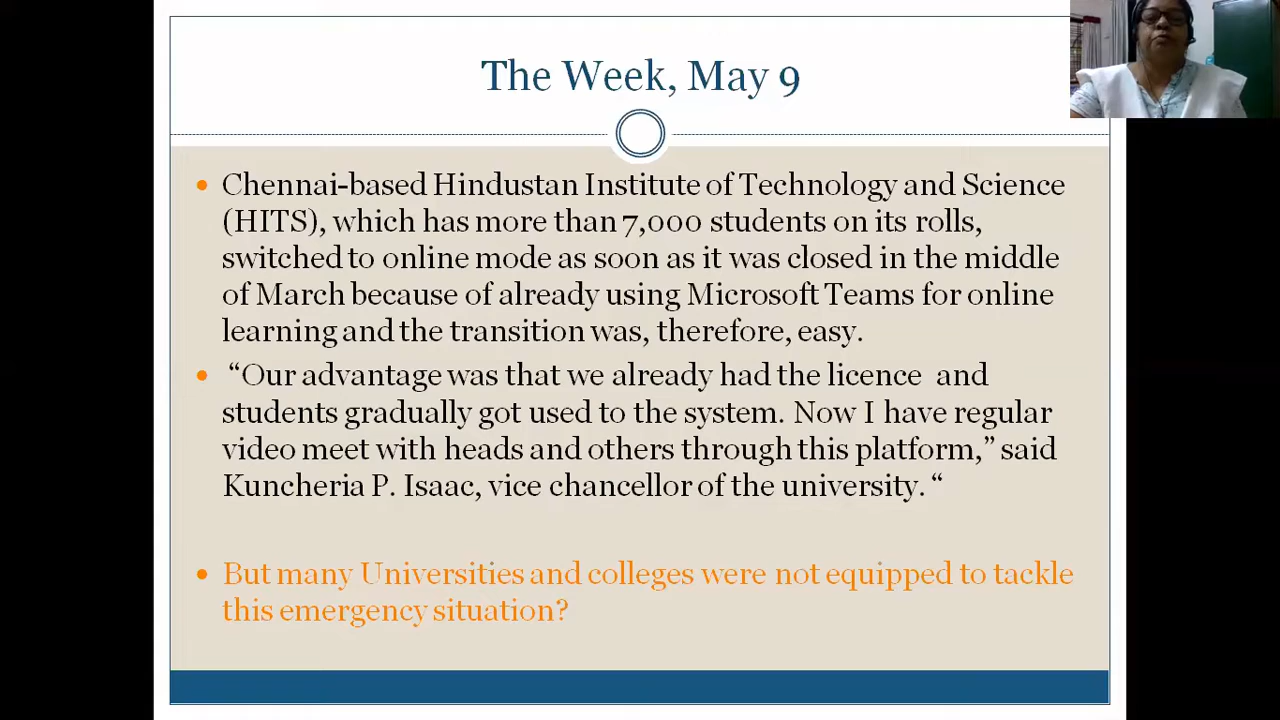 The Week, May 9
• Chennai-based Hindustan Institute of Technology and Science
(HITS), which has more than 7,000 students on its rolls,
switched to online mode as soon as it was closed in the middle
of March because of already using Microsoft Teams for online
learning and the transition was, therefore, easy.
• “Our advantage was that we already had the licence  and
students gradually got used to the system. Now I have regular
video meet with heads and others through this platform,” said
Kuncheria P. Isaac, vice chancellor of the university. “
• But many Universities and colleges were not equipped to tackle
this emergency situation?